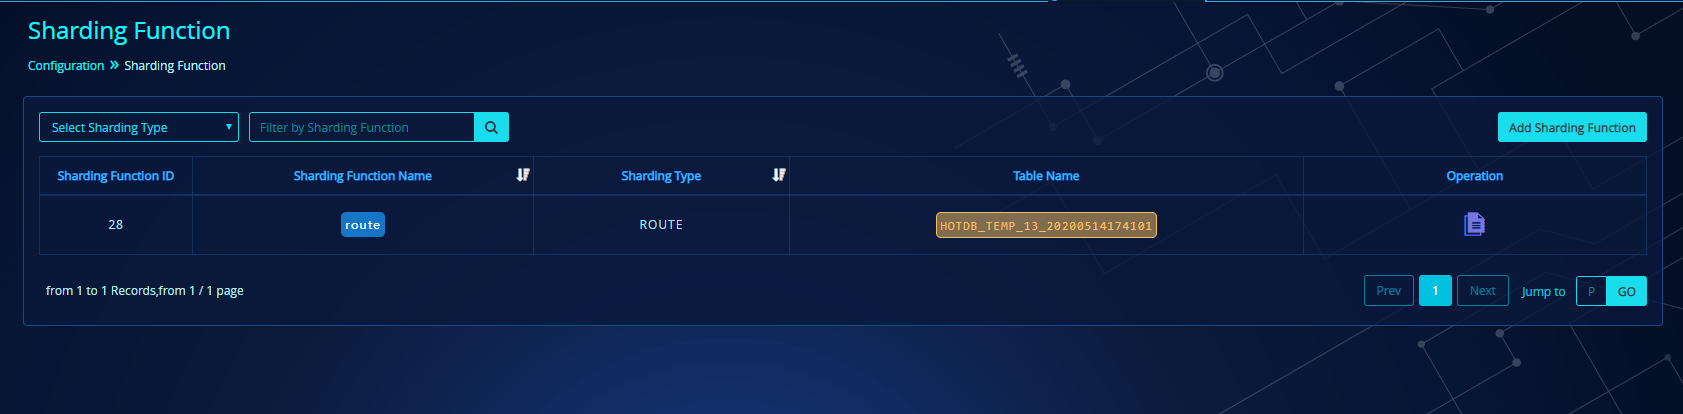 Sharding Function
Configuration » Sharding Function
Select Sharding Type Filter by Sharding Function Add Sharding Function
Sharding Function ID Sharding Function Name Sharding Type Table Name Operation
28 route ROUTE HOTDB_TEMP_13_20200514174101
from 1 to 1 Records,from 1 / 1 page Prev 1 Next Jump to P GO